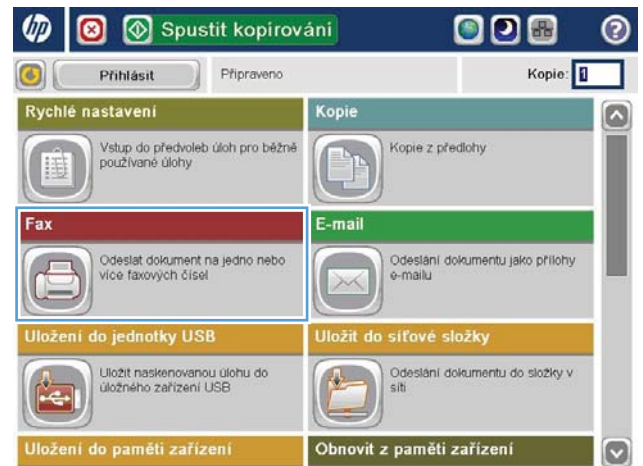 hp Spustit kopírování ?
Přihlásit Připraveno Kopie: 1
Rychlé nastavení
Vstup do předvoleb úloh pro běžně
používané úlohy
Kopie
Kopie z předlohy
Fax
Odeslat dokument na jedno nebo
více faxových čísel
E-mail
Odeslání dokumentu jako přílohy
e-mailu
Uložení do jednotky USB
Uložit naskenovanou úlohu do
úložného zařízení USB
Uložit do síťové složky
Odeslání dokumentu do složky v
síti
Uložení do paměti zařízení
Obnovit z paměti zařízení